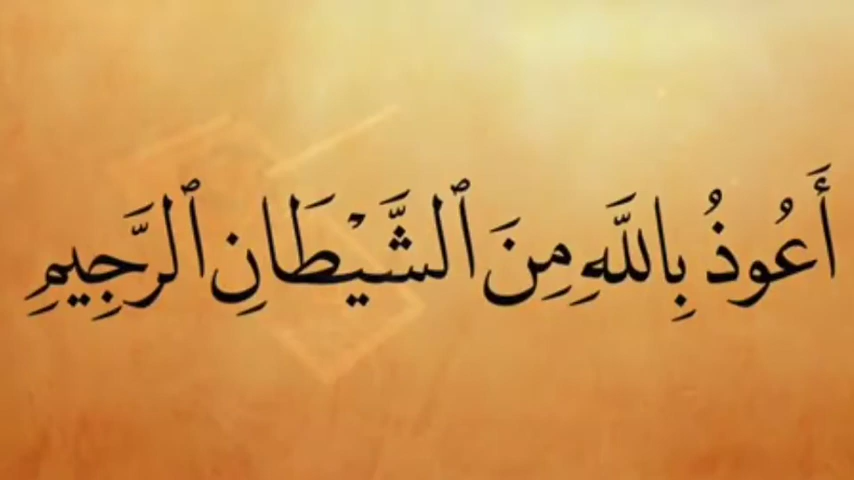 أَعُوذُ بِاللَّهِ مِنَ ٱلشَّيْطَانِ ٱلرَّجِيمِ